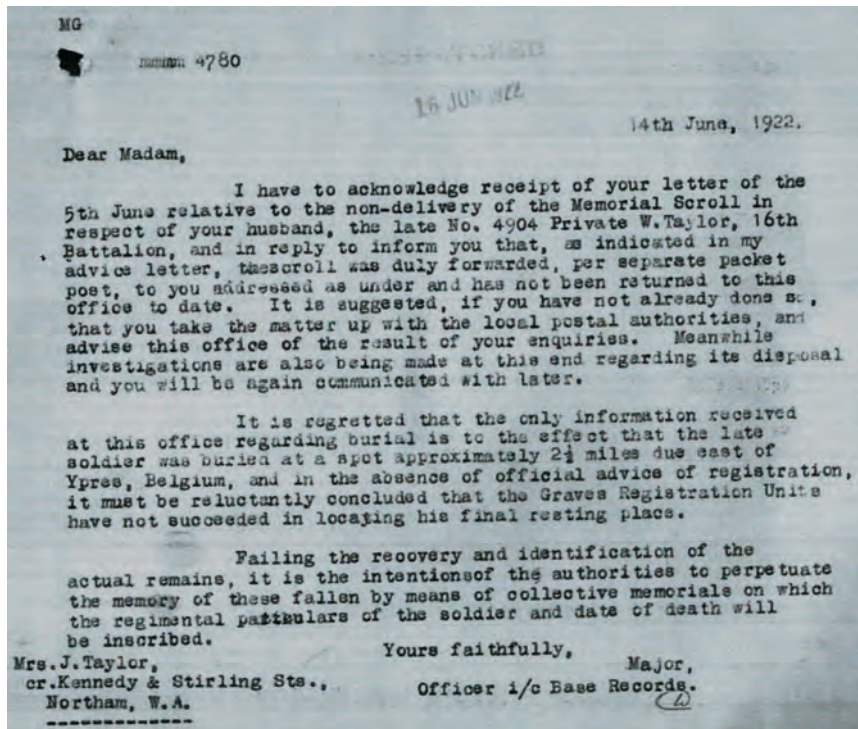 MG
4780
16 JUN 1922
14th June, 1922.
Dear Madam,
I have to acknowledge receipt of your letter of the
5th June relative to the non-delivery of the Memorial Scroll in
respect of your husband, the late No. 4904 Private W.Taylor, 16th
Battalion, and in reply to inform you that, as indicated in my
advice letter, thescroll was duly forwarded, per separate packet
post, to you addressed as under and has not been returned to this
office to date. It is suggested, if you have not already done so,
that you take the matter up with the local postal authorities, and
advise this office of the result of your enquiries. Meanwhile
investigations are also being made at this end regarding its disposal
and you will be again communicated with later.
It is regretted that the only information received
at this office regarding burial is to the effect that the late
soldier was buried at a spot approximately 2½ miles due east of
Ypres, Belgium, and in the absence of official advice of registration,
it must be reluctantly concluded that the Graves Registration Units
have not succeeded in locating his final resting place.
Failing the recovery and identification of the
actual remains, it is the intentionsof the authorities to perpetuate
the memory of these fallen by means of collective memorials on which
the regimental particulars of the soldier and date of death will
be inscribed.
Yours faithfully,
Major,
Officer i/c Base Records.
Mrs.J.Taylor,
cr.Kennedy & Stirling Sts.,
Northam, W.A.